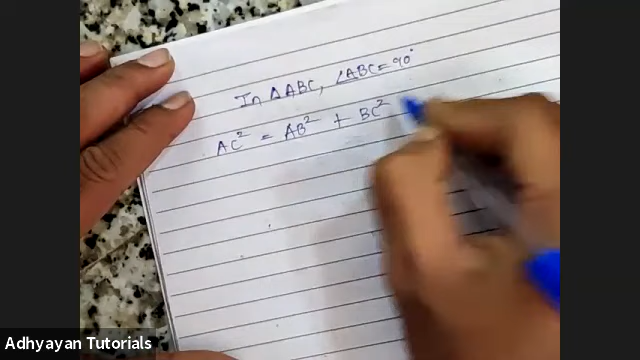 In ΔABC, ∠ABC = 90°
AC² = AB² + BC²
Adhyayan Tutorials